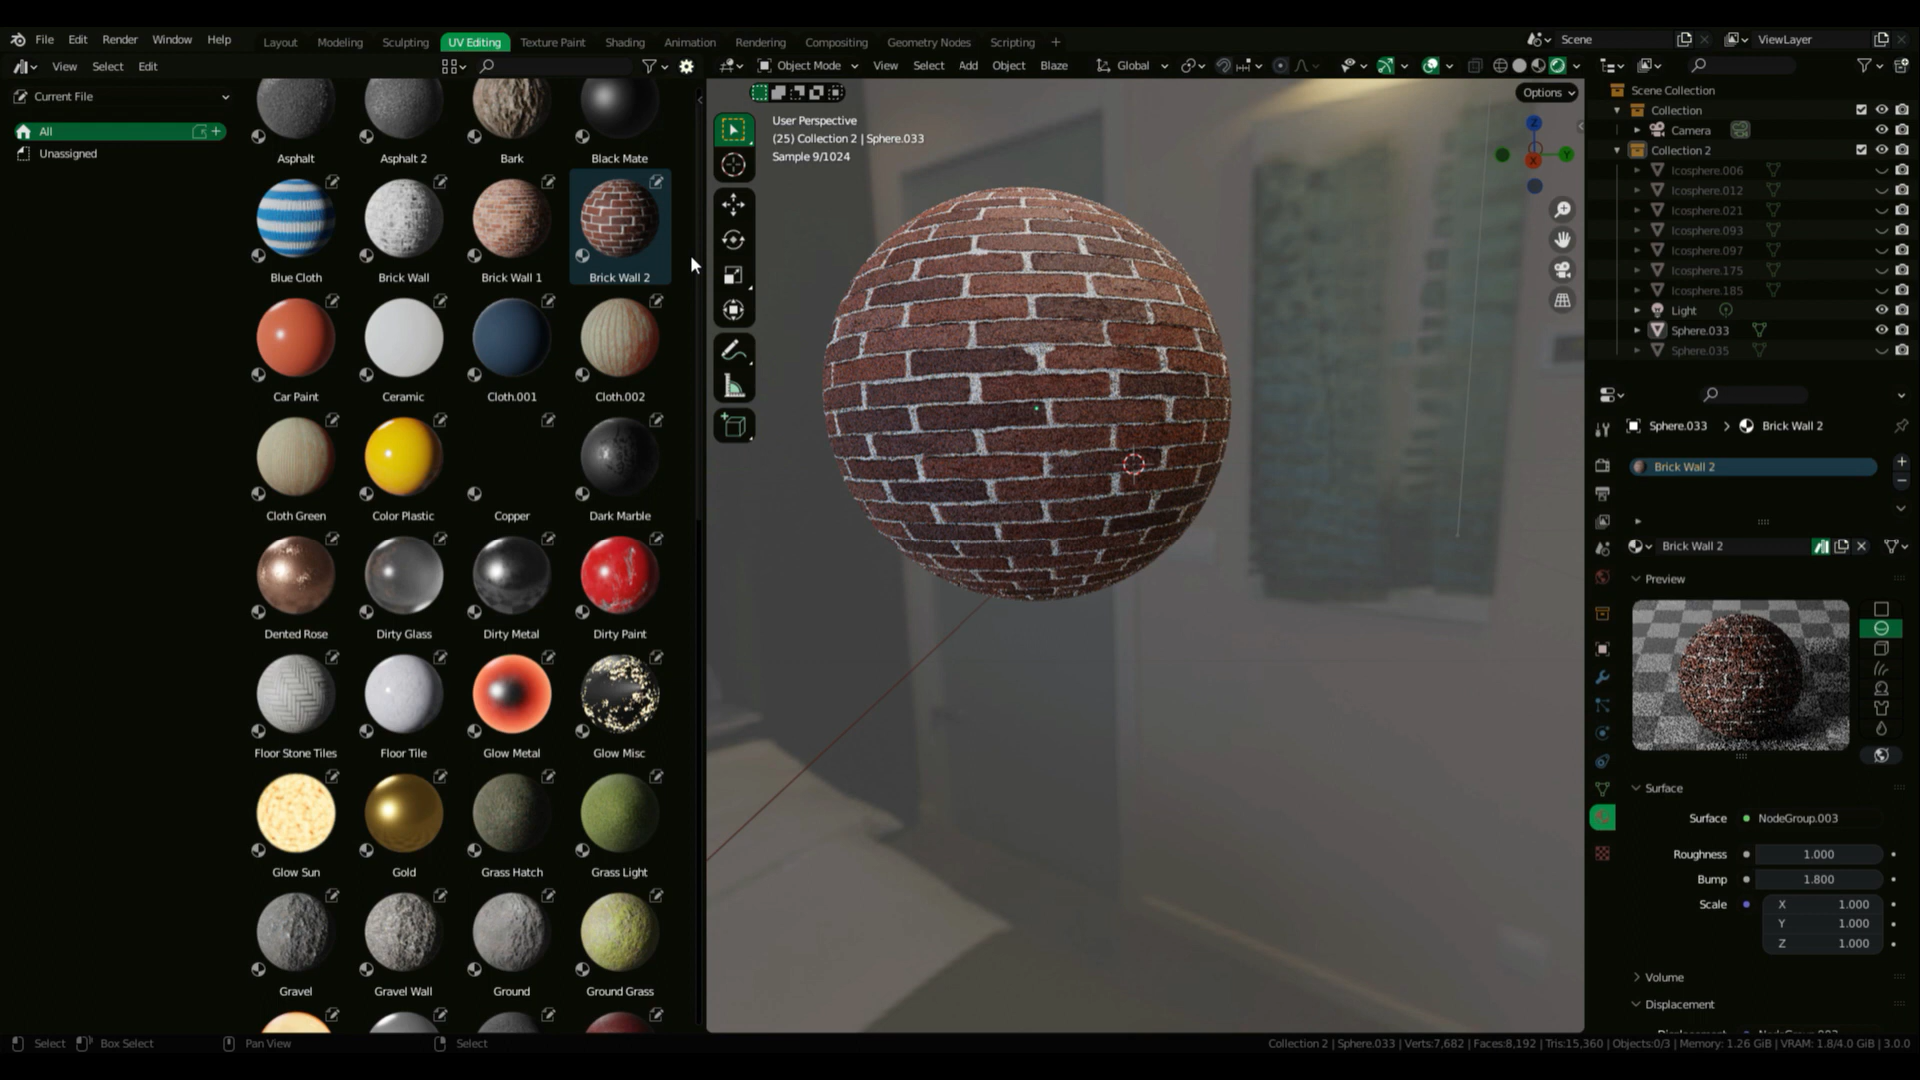 File Edit Render Window Help
Layout Modeling Sculpting UV Editing Texture Paint Shading Animation Rendering Compositing Geometry Nodes Scripting +
Scene
ViewLayer
View Select Edit
Object Mode View Select Add Object Blaze Global
Current File
All
Unassigned
Asphalt Asphalt 2 Bark Black Mate
Blue Cloth Brick Wall Brick Wall 1 Brick Wall 2
Car Paint Ceramic Cloth.001 Cloth.002
Cloth Green Color Plastic Copper Dark Marble
Dented Rose Dirty Glass Dirty Metal Dirty Paint
Floor Stone Tiles Floor Tile Glow Metal Glow Misc
Glow Sun Gold Grass Hatch Grass Light
Gravel Gravel Wall Ground Ground Grass
Options
User Perspective
(25) Collection 2 | Sphere.033
Sample 9/1024
Z
Y
X
Scene Collection
Collection
Camera
Collection 2
Icosphere.006
Icosphere.012
Icosphere.021
Icosphere.093
Icosphere.097
Icosphere.175
Icosphere.185
Light
Sphere.033
Sphere.035
Sphere.033 > Brick Wall 2
Brick Wall 2
Brick Wall 2
Preview
Surface
Surface NodeGroup.003
Roughness 1.000
Bump 1.800
Scale X 1.000
Y 1.000
Z 1.000
Volume
Displacement
Select Box Select Pan View Select
Collection 2 | Sphere.033 | Verts:7,682 | Faces:8,192 | Tris:15,360 | Objects:0/3 | Memory: 1.26 GiB | VRAM: 1.8/4.0 GiB | 3.0.0